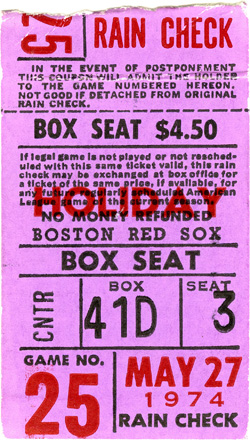 25 RAIN CHECK
IN THE EVENT OF POSTPONEMENT
THIS COUPON WILL ADMIT THE HOLDER
TO THE GAME NUMBERED HEREON.
NOT GOOD IF DETACHED FROM ORIGINAL
RAIN CHECK.
BOX SEAT $4.50
If legal game is not played or not resched-
uled with this same ticket valid, this rain
check may be exchanged at box office for
a ticket of the same price, if available, for
any future regularly scheduled American
League game of the current season.
HOLIDAY
NO MONEY REFUNDED
BOSTON RED SOX
BOX SEAT
CNTR
BOX SEAT
41D 3
GAME NO. MAY 27
25 1974
RAIN CHECK